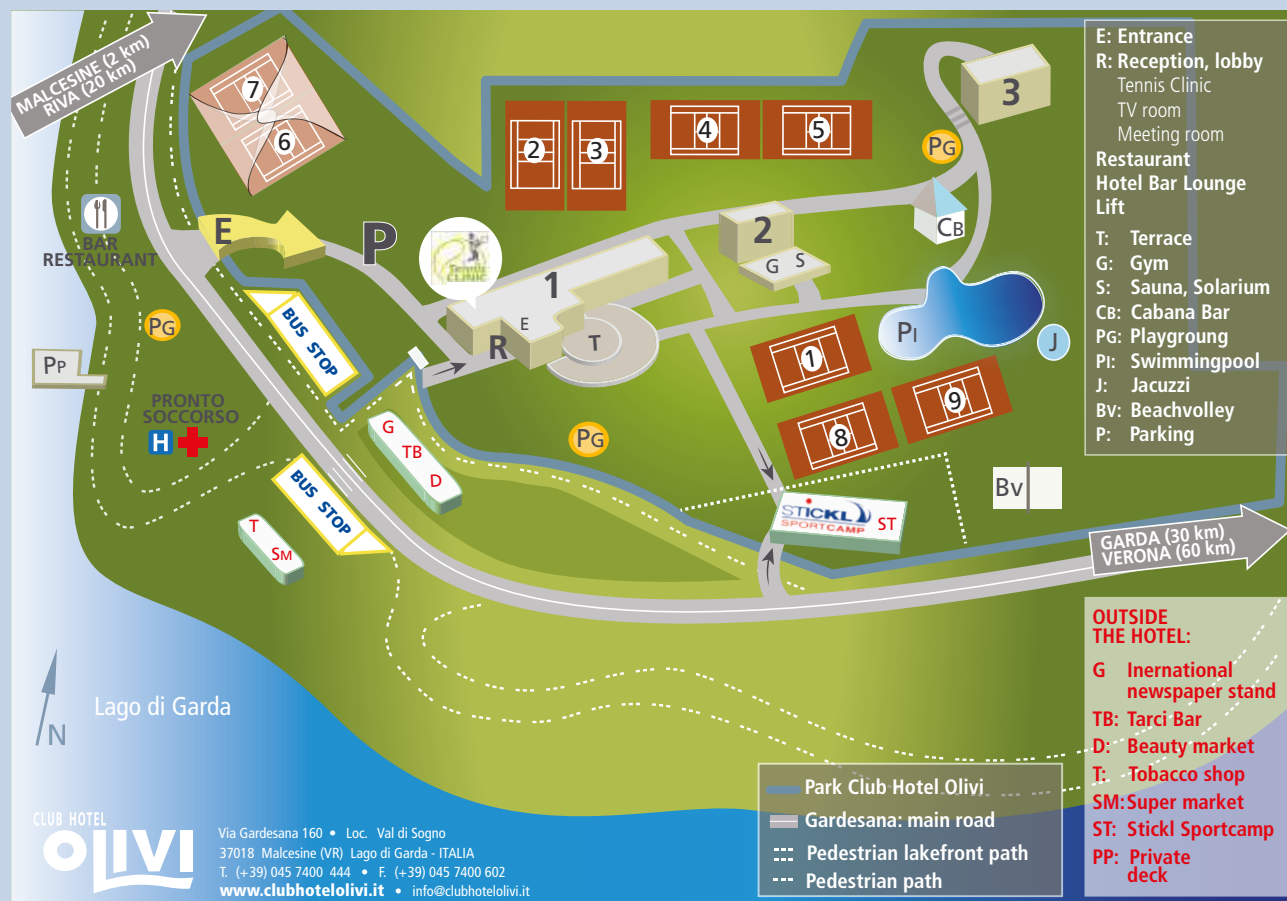 MALCESINE (2 km)
RIVA (20 km)
7
6
2
3
4
5
3
PG
BAR
RESTAURANT
E
P
Tennis
CLINIC
1
E
R
T
2
G
S
CB
PI
J
PG
PP
BUS STOP
PRONTO
SOCCORSO
H
1
9
8
PG
G
TB
D
BUS STOP
T
SM
STICKL
SPORTCAMP
ST
BV
GARDA (30 km)
VERONA (60 km)
E: Entrance
R: Reception, lobby
Tennis Clinic
TV room
Meeting room
Restaurant
Hotel Bar Lounge
Lift
T: Terrace
G: Gym
S: Sauna, Solarium
CB: Cabana Bar
PG: Playgroung
PI: Swimmingpool
J: Jacuzzi
BV: Beachvolley
P: Parking
OUTSIDE
THE HOTEL:
G Inernational
newspaper stand
TB: Tarci Bar
D: Beauty market
T: Tobacco shop
SM: Super market
ST: Stickl Sportcamp
PP: Private
deck
N
Lago di Garda
Park Club Hotel Olivi
Gardesana: main road
Pedestrian lakefront path
Pedestrian path
CLUB HOTEL
OLIVI
Via Gardesana 160 • Loc. Val di Sogno
37018 Malcesine (VR) Lago di Garda - ITALIA
T. (+39) 045 7400 444 • F. (+39) 045 7400 602
www.clubhotelolivi.it • info@clubhotelolivi.it